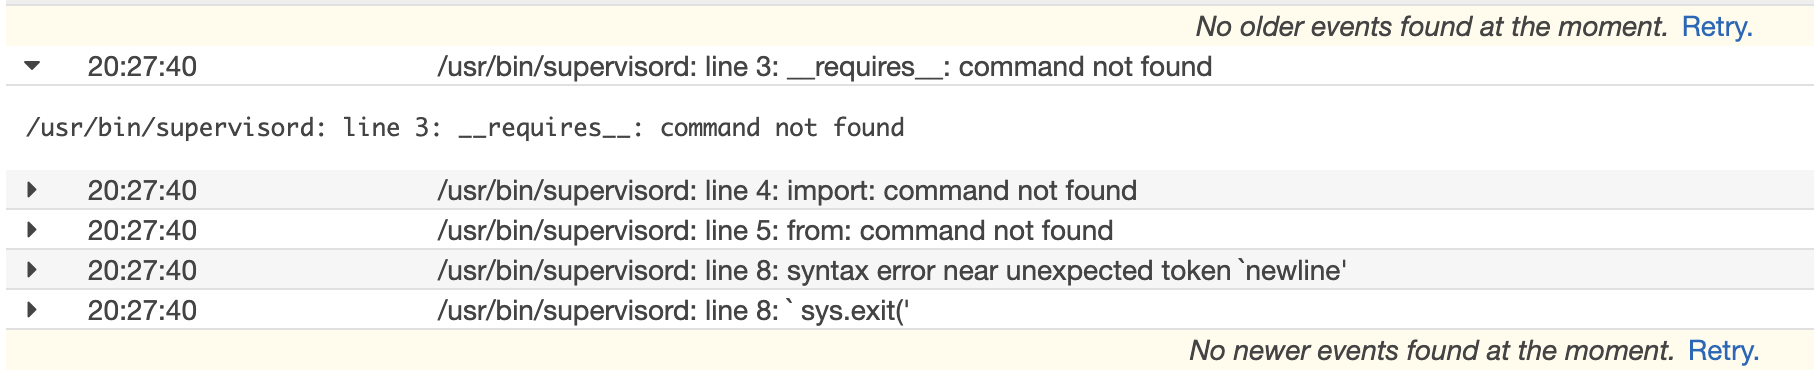 No older events found at the moment. Retry.
20:27:40 /usr/bin/supervisord: line 3: __requires__: command not found
/usr/bin/supervisord: line 3: __requires__: command not found
20:27:40 /usr/bin/supervisord: line 4: import: command not found
20:27:40 /usr/bin/supervisord: line 5: from: command not found
20:27:40 /usr/bin/supervisord: line 8: syntax error near unexpected token `newline'
20:27:40 /usr/bin/supervisord: line 8: ` sys.exit('
No newer events found at the moment. Retry.